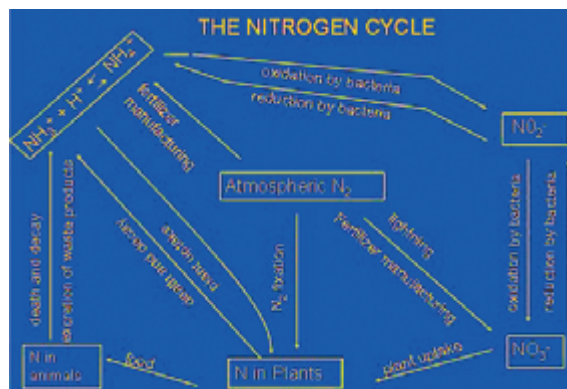 THE NITROGEN CYCLE
NH₃⁺ + H⁺ ⇌ NH₄⁺
oxidation by bacteria
reduction by bacteria
fertilizer
manufacturing
NO₂⁻
Atmospheric N₂
death and decay
excretion of waste products
plant uptake
death and decay
N₂ fixation
lightning
Fertilizer manufacturing
oxidation by bacteria
reduction by bacteria
N in
animals
food
N in Plants
plant uptake
NO₃⁻